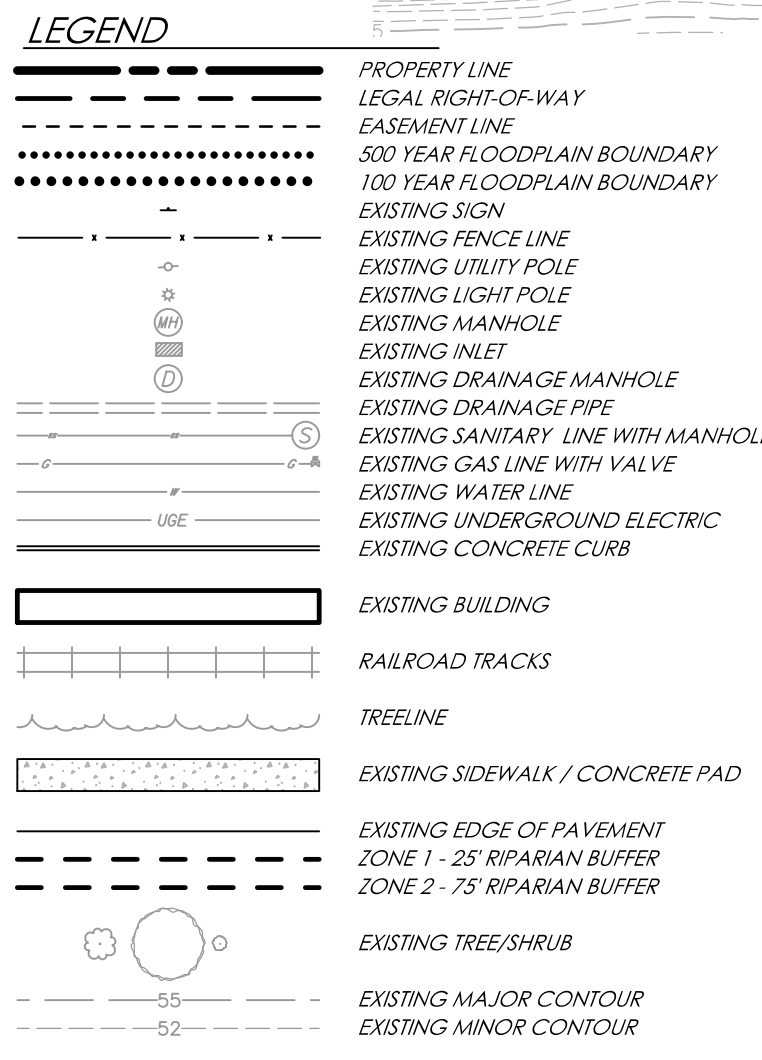 LEGEND
5
PROPERTY LINE
LEGAL RIGHT-OF-WAY
EASEMENT LINE
500 YEAR FLOODPLAIN BOUNDARY
100 YEAR FLOODPLAIN BOUNDARY
EXISTING SIGN
x x x EXISTING FENCE LINE
EXISTING UTILITY POLE
EXISTING LIGHT POLE
MH EXISTING MANHOLE
EXISTING INLET
D EXISTING DRAINAGE MANHOLE
EXISTING DRAINAGE PIPE
SS SS S EXISTING SANITARY LINE WITH MANHOL
G G EXISTING GAS LINE WITH VALVE
W EXISTING WATER LINE
UGE EXISTING UNDERGROUND ELECTRIC
EXISTING CONCRETE CURB
EXISTING BUILDING
RAILROAD TRACKS
TREELINE
EXISTING SIDEWALK / CONCRETE PAD
EXISTING EDGE OF PAVEMENT
ZONE 1 - 25' RIPARIAN BUFFER
ZONE 2 - 75' RIPARIAN BUFFER
EXISTING TREE/SHRUB
55 EXISTING MAJOR CONTOUR
52 EXISTING MINOR CONTOUR